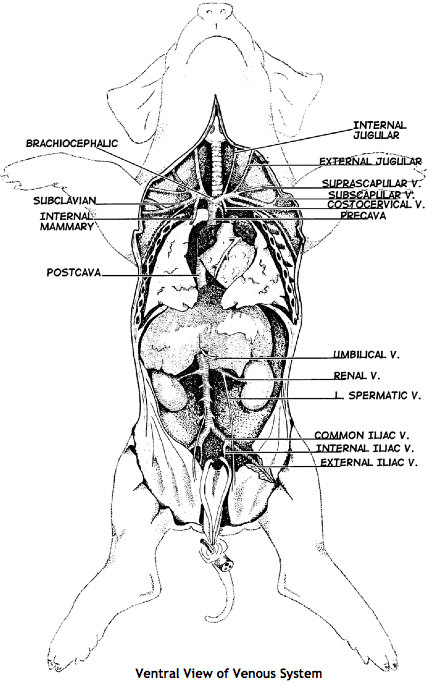 INTERNAL
JUGULAR
BRACHIOCEPHALIC
EXTERNAL JUGULAR
SUPRASCAPULAR V.
SUBSCAPULAR V.
SUBCLAVIAN
COSTOCERVICAL V.
INTERNAL
MAMMARY
PRECAVA
POSTCAVA
UMBILICAL V.
RENAL V.
L. SPERMATIC V.
COMMON ILIAC V.
INTERNAL ILIAC V.
EXTERNAL ILIAC V.
Ventral View of Venous System